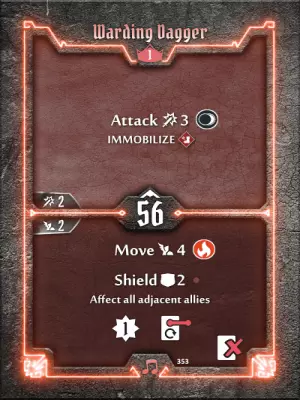 Warding Dagger
1
Attack 3
IMMOBILIZE
2
56
2
Move 4
Shield 2
Affect all adjacent allies
1
353